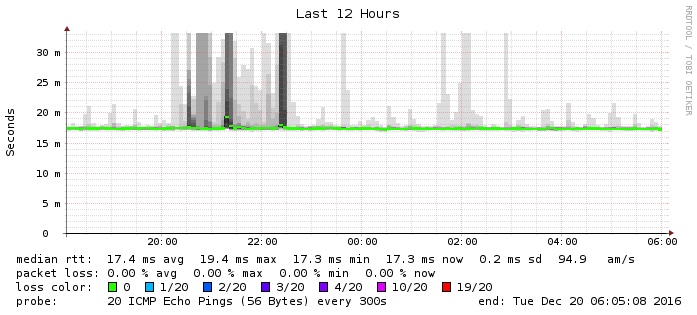 Last 12 Hours
RRDTOOL / TOBI OETIKER
Seconds
30 m
25 m
20 m
15 m
10 m
5 m
0
20:00 22:00 00:00 02:00 04:00 06:00
median rtt: 17.4 ms avg 19.4 ms max 17.3 ms min 17.3 ms now 0.2 ms sd 94.9 am/s
packet loss: 0.00 % avg 0.00 % max 0.00 % min 0.00 % now
loss color: 0 1/20 2/20 3/20 4/20 10/20 19/20
probe: 20 ICMP Echo Pings (56 Bytes) every 300s end: Tue Dec 20 06:05:08 2016